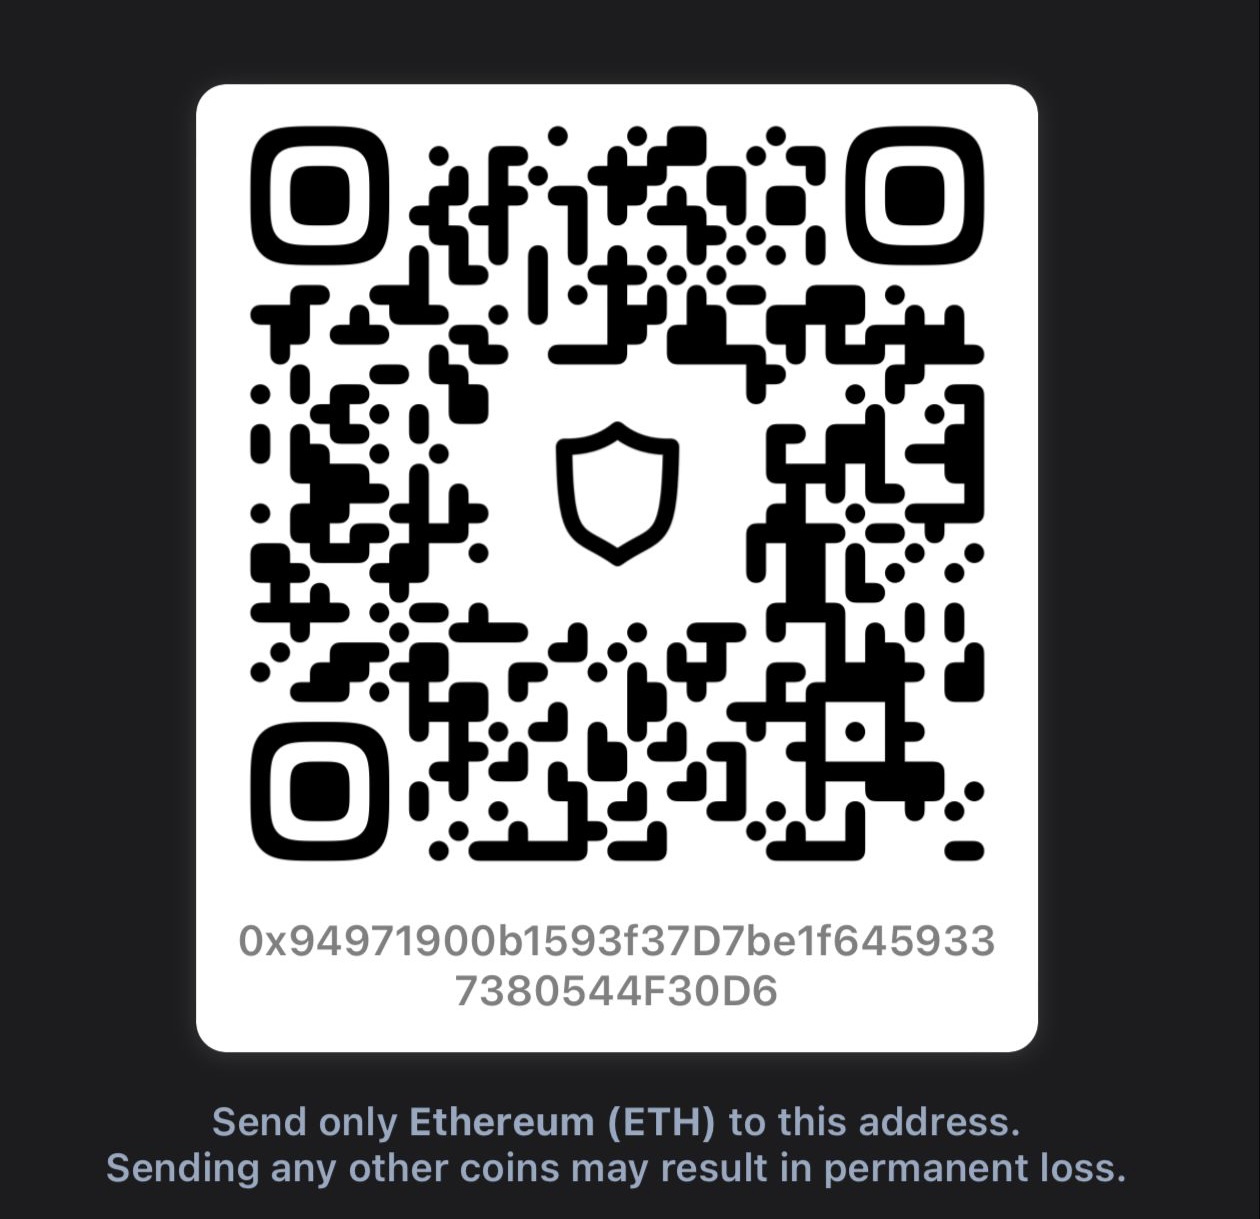 0x94971900b1593f37D7be1f645933
7380544F30D6
Send only Ethereum (ETH) to this address.
Sending any other coins may result in permanent loss.